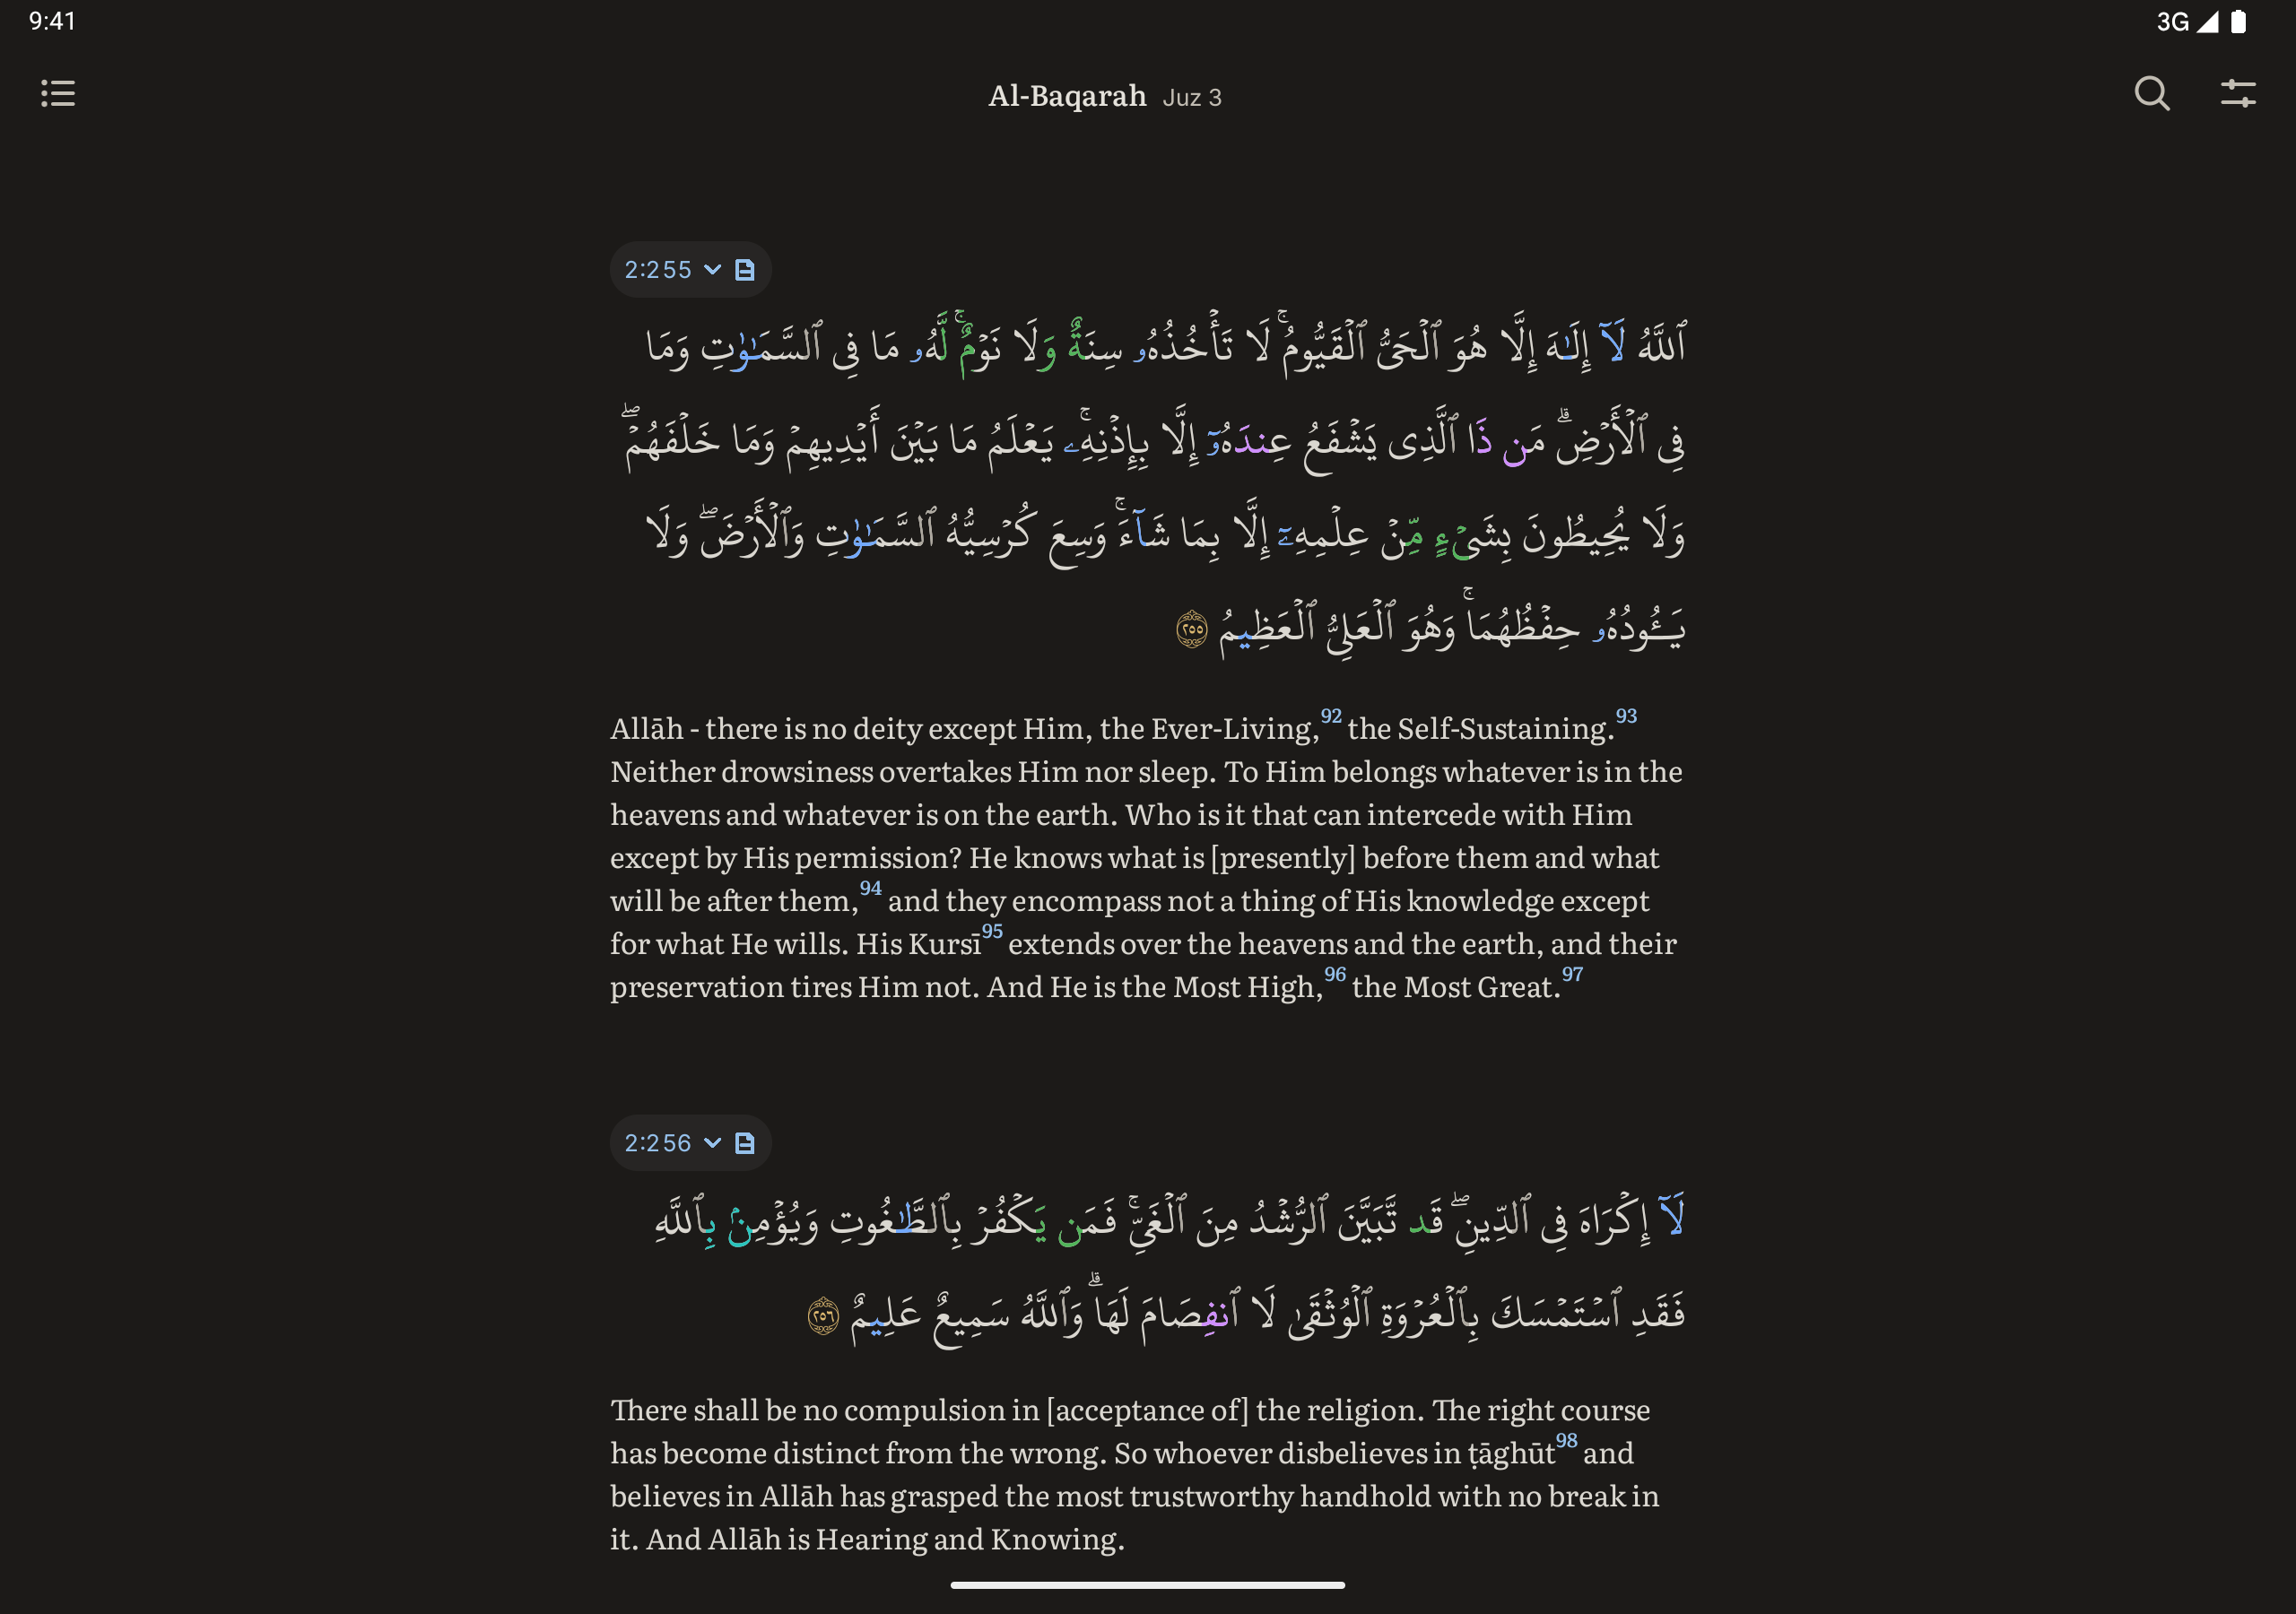 9:41
3G
Al-Baqarah Juz 3
2:255
ٱللَّهُ لَآ إِلَـٰهَ إِلَّا هُوَ ٱلْحَىُّ ٱلْقَيُّومُ ۚ لَا تَأْخُذُهُۥ سِنَةٌ وَلَا نَوْمٌ ۚ لَّهُۥ مَا فِى ٱلسَّمَـٰوَٰتِ وَمَا
فِى ٱلْأَرْضِ ۗ مَن ذَا ٱلَّذِى يَشْفَعُ عِندَهُۥٓ إِلَّا بِإِذْنِهِۦ ۚ يَعْلَمُ مَا بَيْنَ أَيْدِيهِمْ وَمَا خَلْفَهُمْ ۖ
وَلَا يُحِيطُونَ بِشَىْءٍ مِّنْ عِلْمِهِۦٓ إِلَّا بِمَا شَآءَ ۚ وَسِعَ كُرْسِيُّهُ ٱلسَّمَـٰوَٰتِ وَٱلْأَرْضَ ۖ وَلَا
يَـُٔودُهُۥ حِفْظُهُمَا ۚ وَهُوَ ٱلْعَلِىُّ ٱلْعَظِيمُ ٢٥٥
Allāh - there is no deity except Him, the Ever-Living,92 the Self-Sustaining.93
Neither drowsiness overtakes Him nor sleep. To Him belongs whatever is in the
heavens and whatever is on the earth. Who is it that can intercede with Him
except by His permission? He knows what is [presently] before them and what
will be after them,94 and they encompass not a thing of His knowledge except
for what He wills. His Kursī95 extends over the heavens and the earth, and their
preservation tires Him not. And He is the Most High,96 the Most Great.97
2:256
لَآ إِكْرَاهَ فِى ٱلدِّينِ ۖ قَد تَّبَيَّنَ ٱلرُّشْدُ مِنَ ٱلْغَىِّ ۚ فَمَن يَكْفُرْ بِٱلطَّـٰغُوتِ وَيُؤْمِنۢ بِٱللَّهِ
فَقَدِ ٱسْتَمْسَكَ بِٱلْعُرْوَةِ ٱلْوُثْقَىٰ لَا ٱنفِصَامَ لَهَا ۗ وَٱللَّهُ سَمِيعٌ عَلِيمٌ ٢٥٦
There shall be no compulsion in [acceptance of] the religion. The right course
has become distinct from the wrong. So whoever disbelieves in ṭāghūt98 and
believes in Allāh has grasped the most trustworthy handhold with no break in
it. And Allāh is Hearing and Knowing.